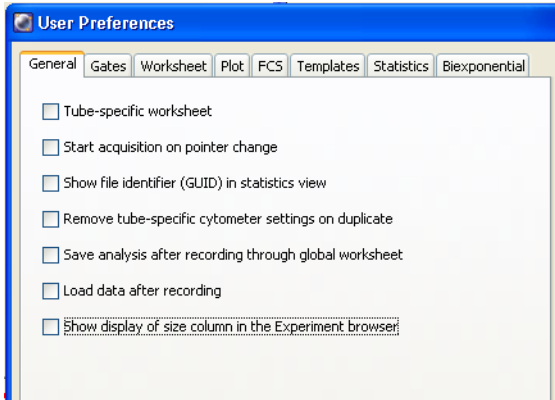 User Preferences
General Gates Worksheet Plot FCS Templates Statistics Biexponential
Tube-specific worksheet
Start acquisition on pointer change
Show file identifier (GUID) in statistics view
Remove tube-specific cytometer settings on duplicate
Save analysis after recording through global worksheet
Load data after recording
Show display of size column in the Experiment browser